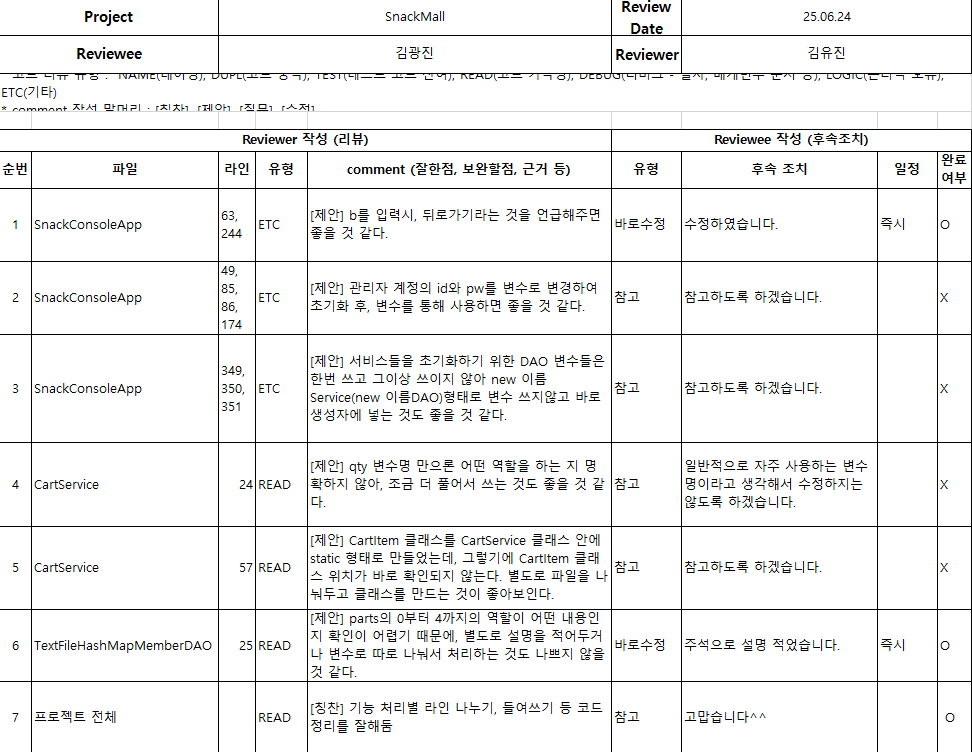 Project SnackMall Review Date 25.06.24
Reviewee 김광진 Reviewer 김유진
코드 리뷰 유형 : NAME(네이밍), DUPL(코드 중복), TEST(테스트 코드 잔여), READ(코드 가독성), DEBUG(디버그 - 일시, 매개변수 문자 등), LOGIC(논리적 오류),
ETC(기타)
* comment 작성 말머리 : [칭찬], [제안], [질문], [수정]
Reviewer 작성 (리뷰) Reviewee 작성 (후속조치)
순번 파일 라인 유형 comment (잘한점, 보완할점, 근거 등) 유형 후속 조치 일정 완료 여부
1 SnackConsoleApp 63, 244 ETC [제안] b를 입력시, 뒤로가기라는 것을 언급해주면
좋을 것 같다. 바로수정 수정하였습니다. 즉시 O
2 SnackConsoleApp 49, 85, 86, 174 ETC [제안] 관리자 계정의 id와 pw를 변수로 변경하여
초기화 후, 변수를 통해 사용하면 좋을 것 같다. 참고 참고하도록 하겠습니다. X
3 SnackConsoleApp 349, 350, 351 ETC [제안] 서비스들을 초기화하기 위한 DAO 변수들은
한번 쓰고 그이상 쓰이지 않아 new 이름
Service(new 이름DAO)형태로 변수 쓰지않고 바로
생성자에 넣는 것도 좋을 것 같다. 참고 참고하도록 하겠습니다. X
4 CartService 24 READ [제안] qty 변수명 만으론 어떤 역할을 하는 지 명
확하지 않아, 조금 더 풀어서 쓰는 것도 좋을 것 같
다. 참고 일반적으로 자주 사용하는 변수
명이라고 생각해서 수정하지는
않도록 하겠습니다. X
5 CartService 57 READ [제안] CartItem 클래스를 CartService 클래스 안에
static 형태로 만들었는데, 그렇기에 CartItem 클래
스 위치가 바로 확인되지 않는다. 별도로 파일을 나
눠두고 클래스를 만드는 것이 좋아보인다. 참고 참고하도록 하겠습니다. X
6 TextFileHashMapMemberDAO 25 READ [제안] parts의 0부터 4까지의 역할이 어떤 내용인
지 확인이 어렵기 때문에, 별도로 설명을 적어두거
나 변수로 따로 나눠서 처리하는 것도 나쁘지 않을
것 같다. 바로수정 주석으로 설명 적었습니다. 즉시 O
7 프로젝트 전체 READ [칭찬] 기능 처리별 라인 나누기, 들여쓰기 등 코드
정리를 잘해둠 참고 고맙습니다^^ O